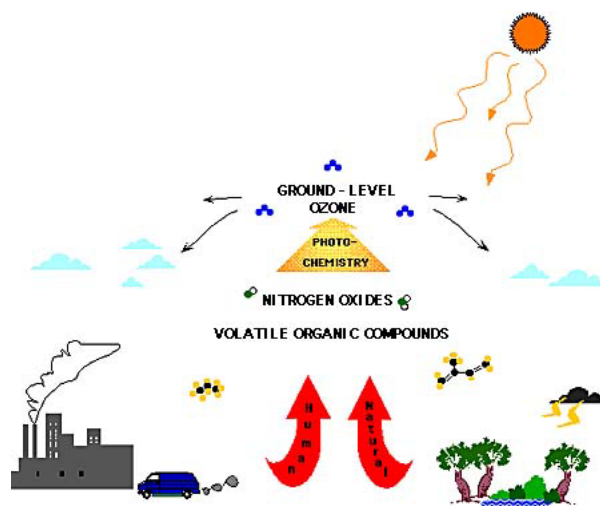 GROUND - LEVEL
OZONE
PHOTO-
CHEMISTRY
NITROGEN OXIDES
VOLATILE ORGANIC COMPOUNDS
Human
Natural